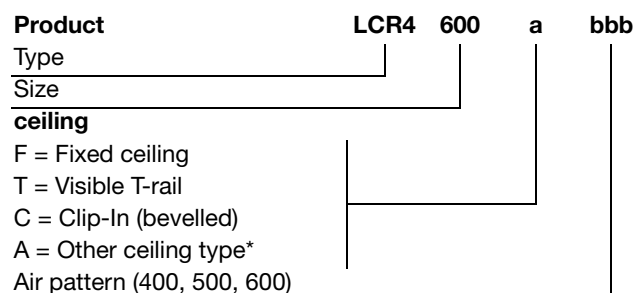 Product LCR4 600 a bbb
Type
Size
ceiling
F = Fixed ceiling
T = Visible T-rail
C = Clip-In (bevelled)
A = Other ceiling type*
Air pattern (400, 500, 600)